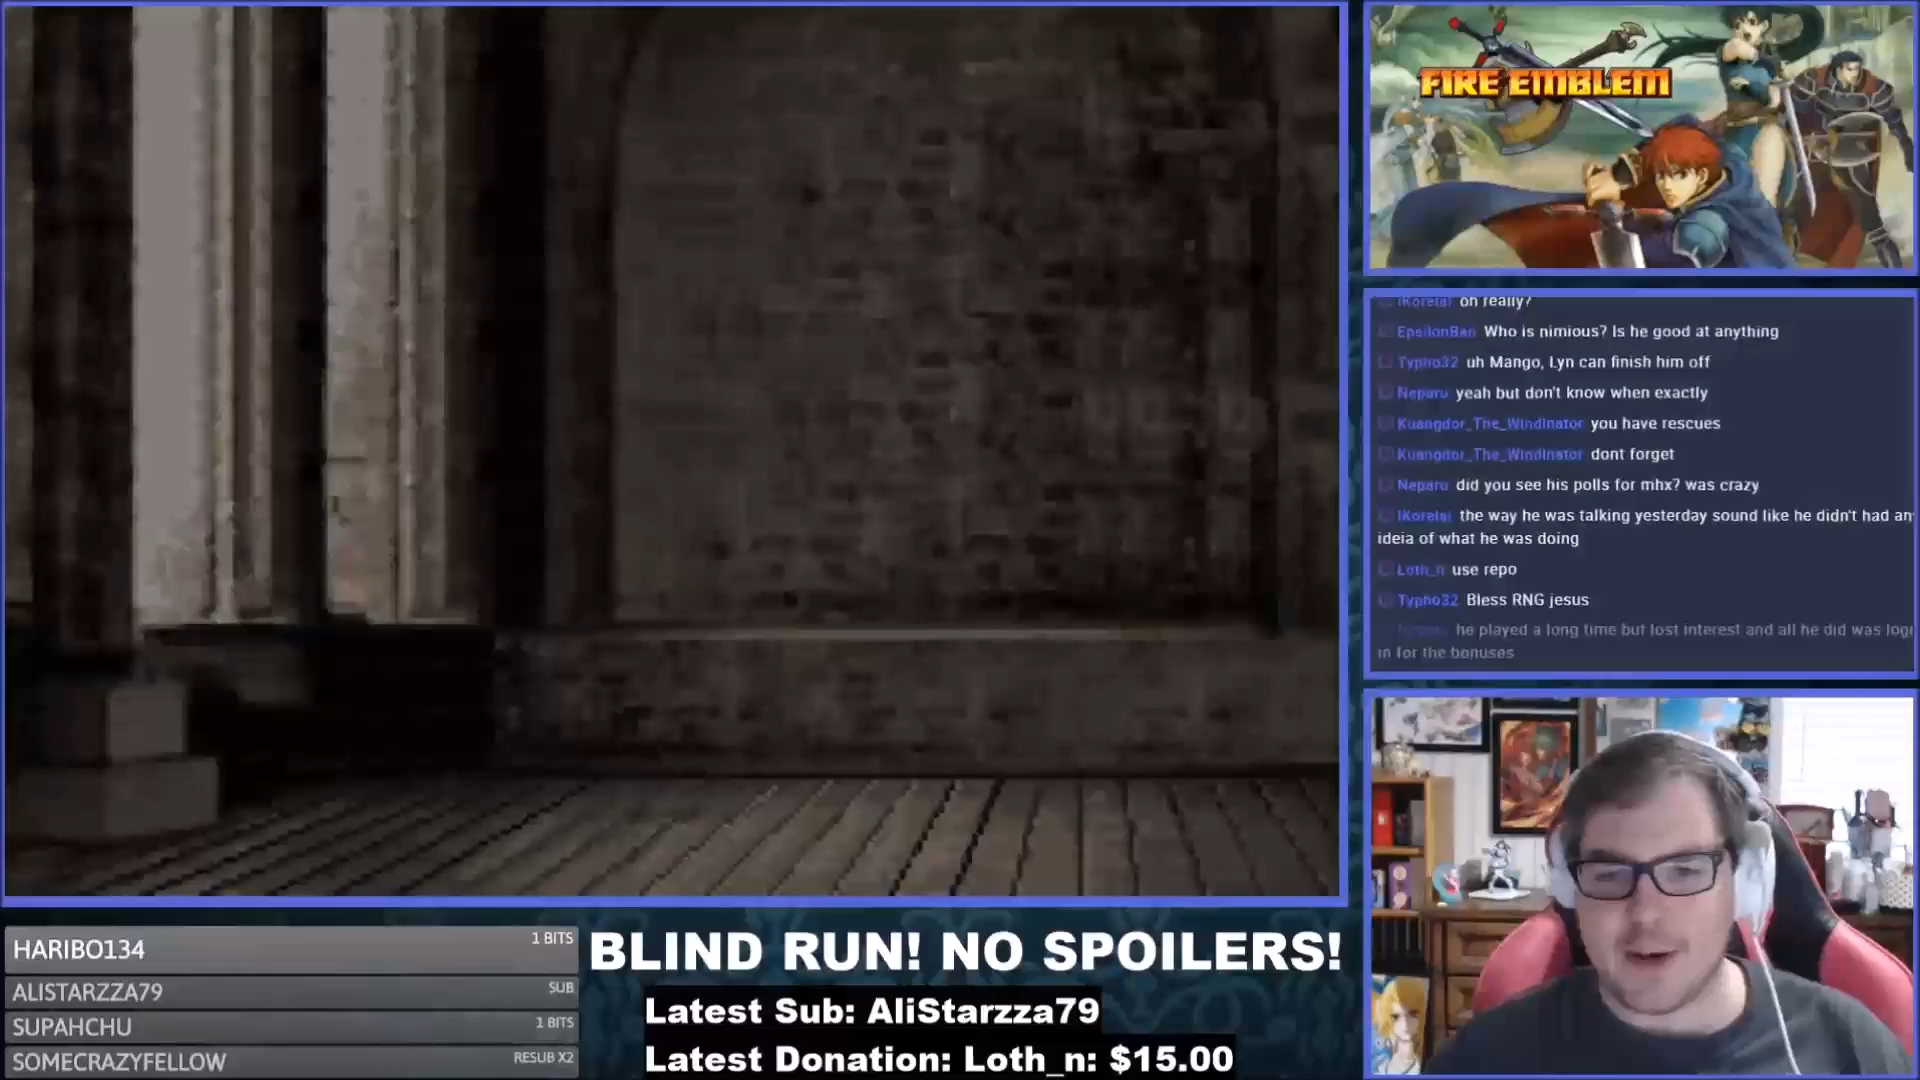 FIRE EMBLEM
IKorelai oh really?
EpsilonBan Who is nimious? Is he good at anything
Typho32 uh Mango, Lyn can finish him off
Neparu yeah but don't know when exactly
Kuangdor_The_WindInator you have rescues
Kuangdor_The_WindInator dont forget
Neparu did you see his polls for mhx? was crazy
IKorelai the way he was talking yesterday sound like he didn't had an
ideia of what he was doing
Loth_n use repo
Typho32 Bless RNG jesus
he played a long time but lost interest and all he did was log
in for the bonuses
HARIBO134 1 BITS
ALISTARZZA79 SUB
SUPAHCHU 1 BITS
SOMECRAZYFELLOW RESUB X2
BLIND RUN! NO SPOILERS!
Latest Sub: AliStarzza79
Latest Donation: Loth_n: $15.00